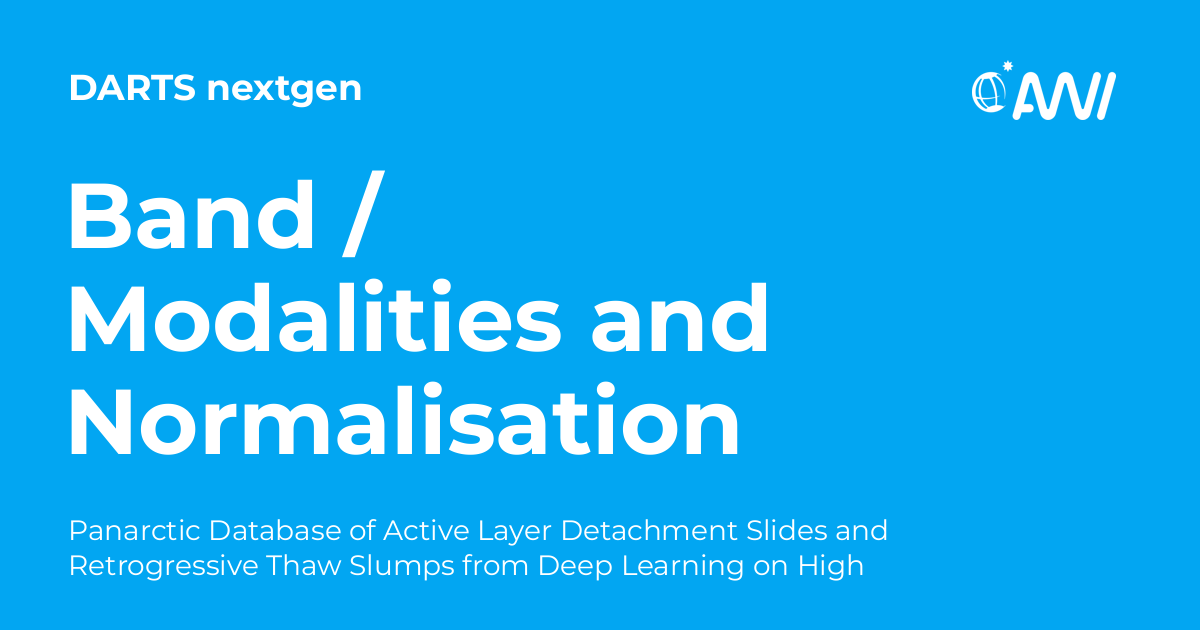 DARTS nextgen
AWI
Band /
Modalities and
Normalisation
Panarctic Database of Active Layer Detachment Slides and
Retrogressive Thaw Slumps from Deep Learning on High